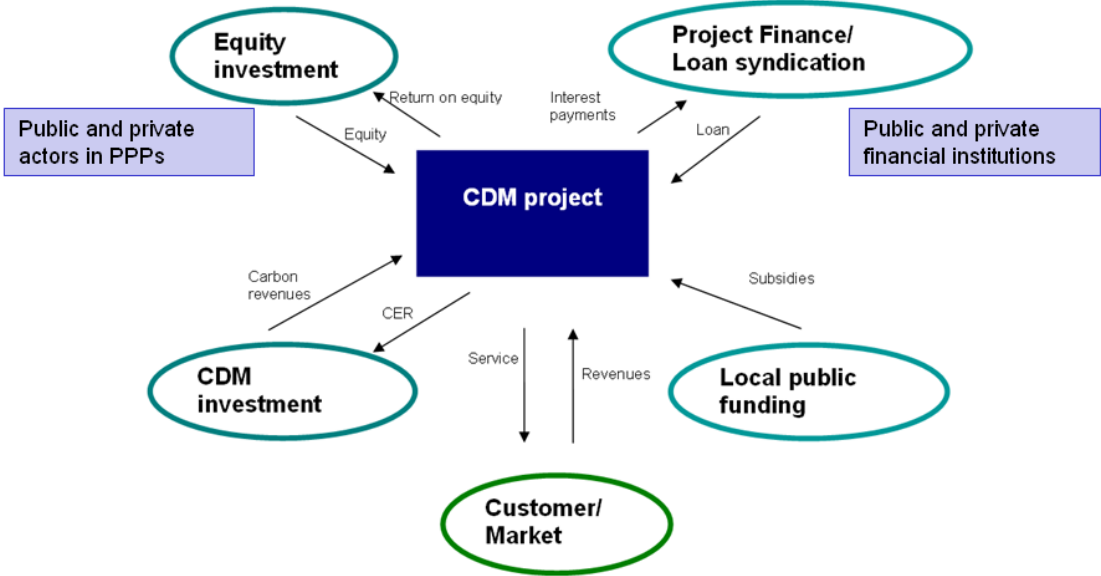 Equity
investment
Project Finance/
Loan syndication
Return on equity
Interest
payments
Public and private
actors in PPPs
Equity
Loan
Public and private
financial institutions
CDM project
Carbon
revenues
Subsidies
CER
Service
Revenues
CDM
investment
Local public
funding
Customer/
Market